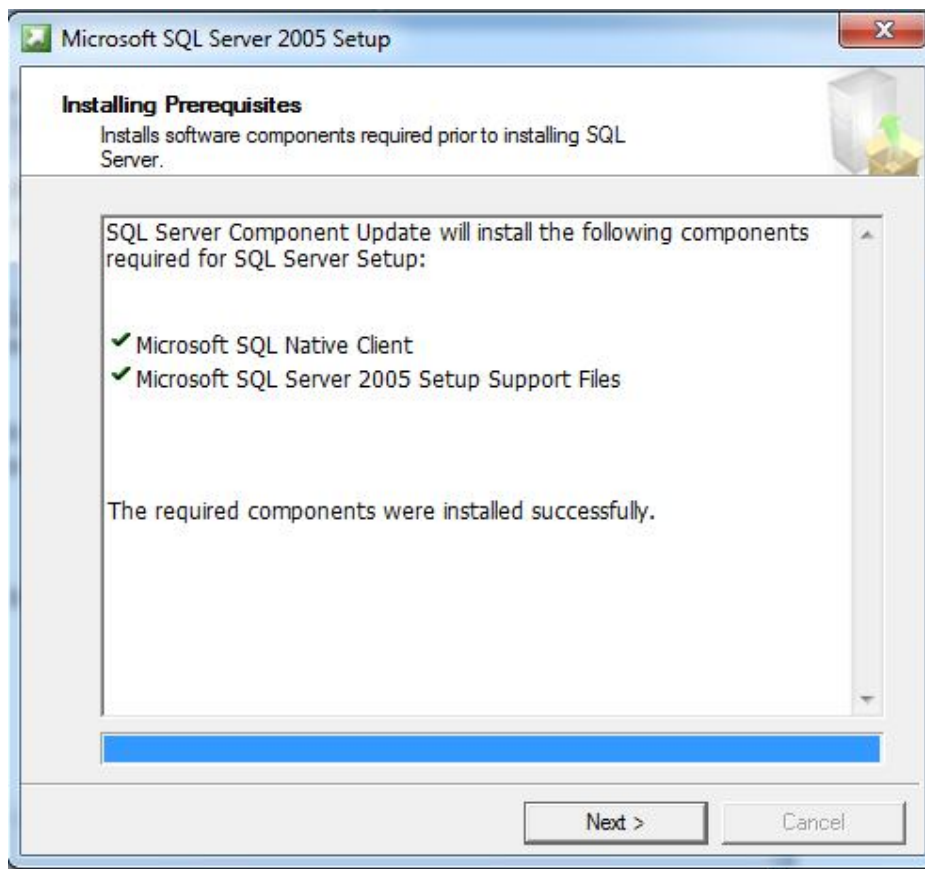 Microsoft SQL Server 2005 Setup
Installing Prerequisites
Installs software components required prior to installing SQL
Server.
SQL Server Component Update will install the following components
required for SQL Server Setup:
Microsoft SQL Native Client
Microsoft SQL Server 2005 Setup Support Files
The required components were installed successfully.
Next >
Cancel